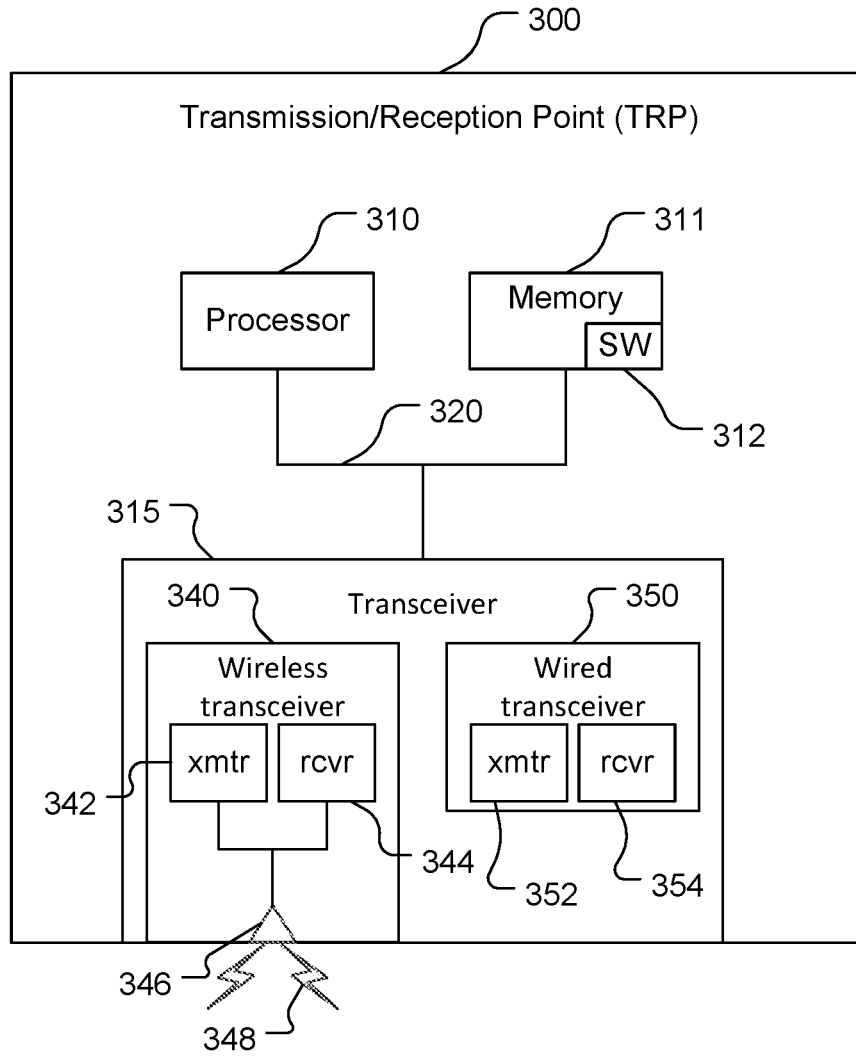 300
Transmission/Reception Point (TRP)
310
311
Processor
Memory
SW
320
312
315
340
Transceiver
350
Wireless
transceiver
Wired
transceiver
xmtr
rcvr
xmtr
rcvr
342
344
352
354
346
348